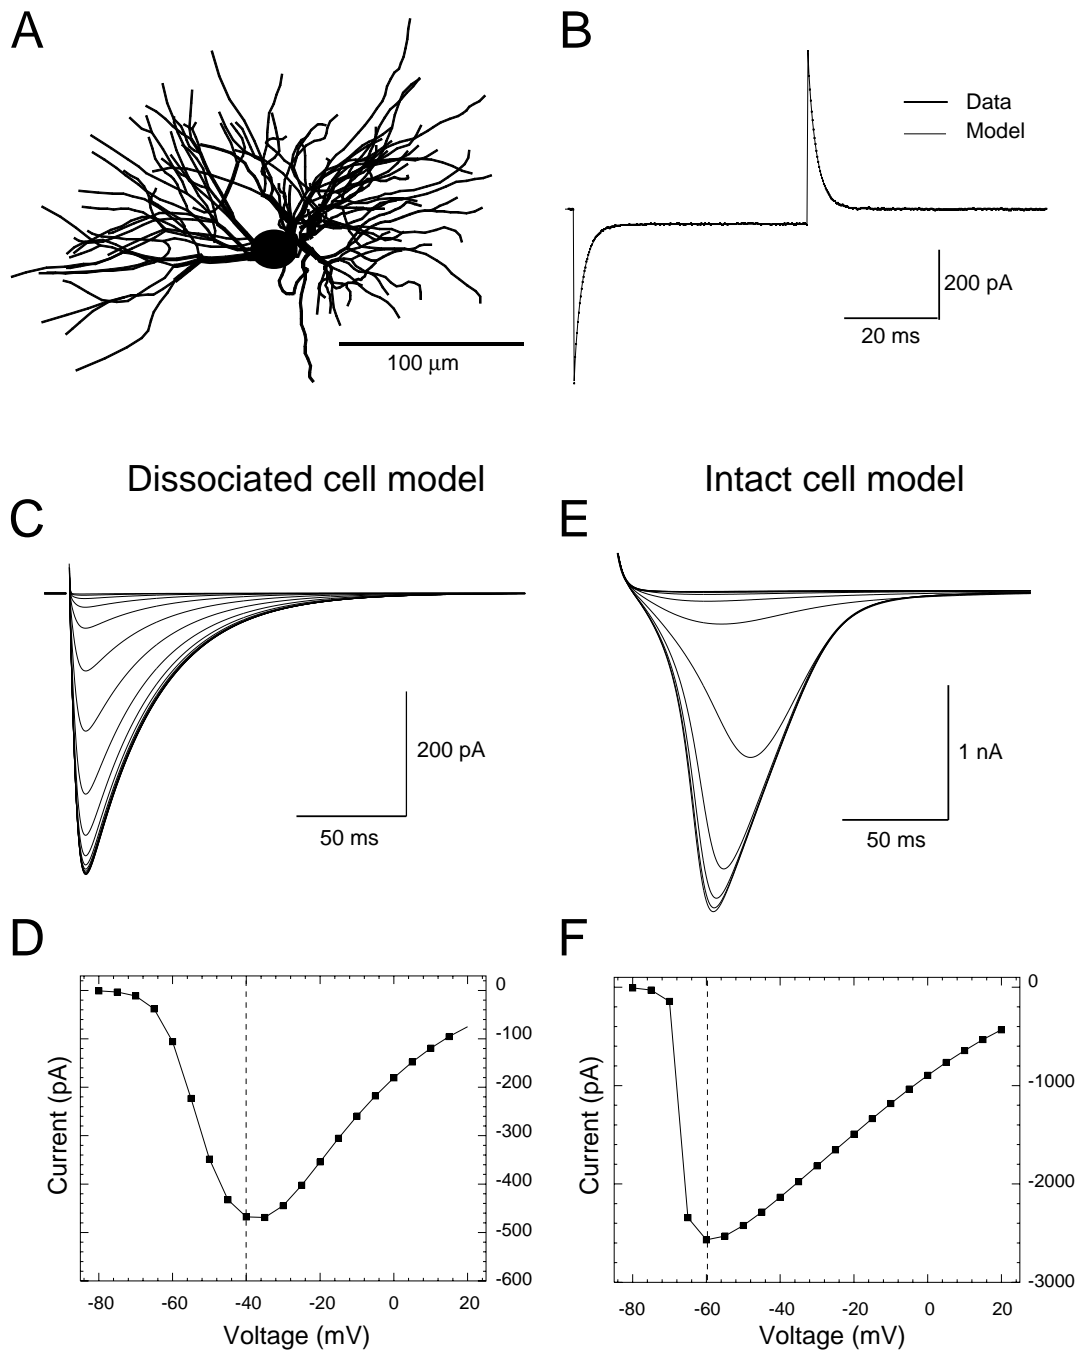 A
B
Data
Model
200 pA
20 ms
100 µm
Dissociated cell model
Intact cell model
C
E
200 pA
50 ms
1 nA
50 ms
D
F
0
-100
-200
-300
-400
-500
-600
Current (pA)
-80 -60 -40 -20 0 20
Voltage (mV)
0
-1000
-2000
-3000
Current (pA)
-80 -60 -40 -20 0 20
Voltage (mV)